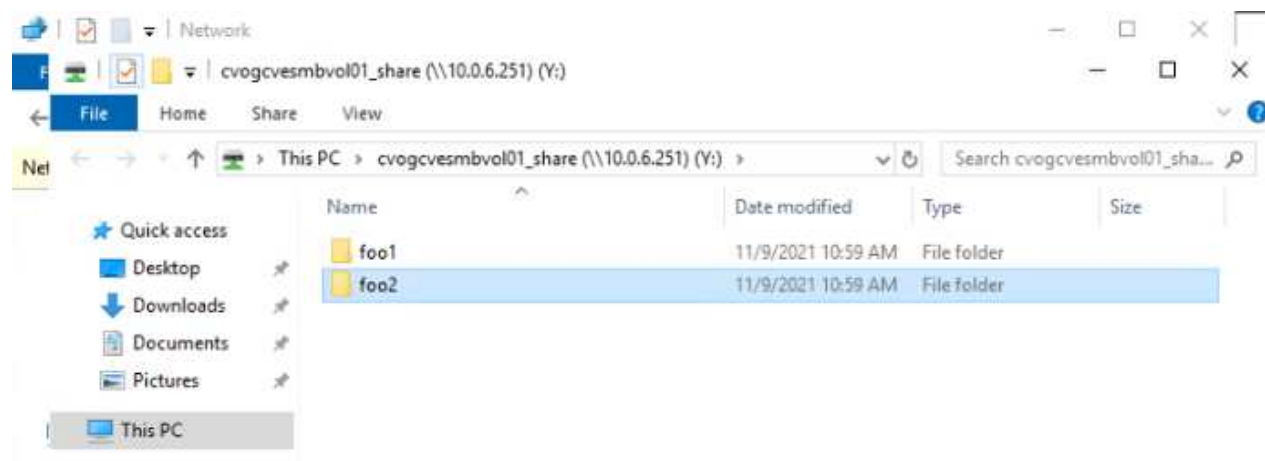 Network
cvogcvesmbvol01_share (\\10.0.6.251) (Y:)
File Home Share View
Net
This PC > cvogcvesmbvol01_share (\\10.0.6.251) (Y:) > Search cvogcvesmbvol01_sha...
Name Date modified Type Size
Quick access
foo1 11/9/2021 10:59 AM File folder
Desktop
foo2 11/9/2021 10:59 AM File folder
Downloads
Documents
Pictures
This PC